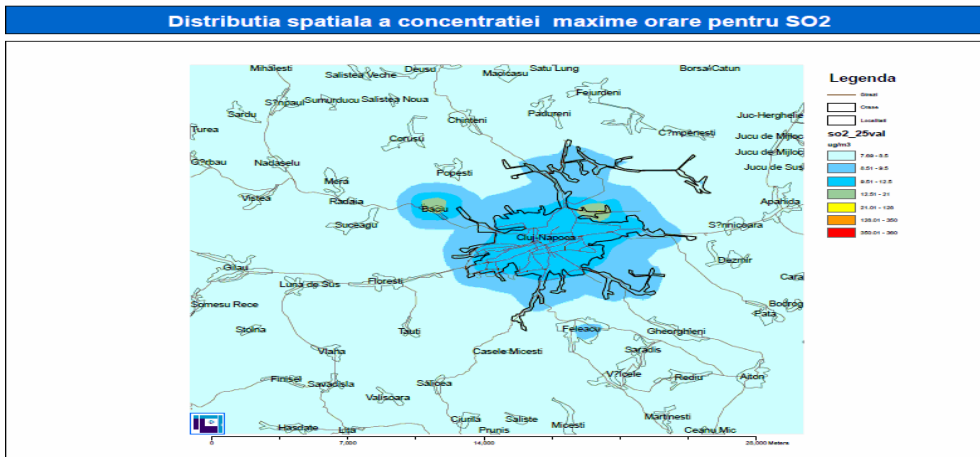 Distributia spatiala a concentratiei maxime orare pentru SO2
Mihalesti
Salistea Veche
Deusu
Macicasu
Satu Lung
Borsa/Catun
S?npaul
Sumurducu
Salistea Noua
Feiurdeni
Sardu
Chinteni
Padureni
Juc-Herghelie
Turea
Corusu
C?mpenesti
Jucu de Mijloc
G?rbau
Nadaselu
Popesti
Jucu de Mijloc
Jucu de Sus
Mera
Vistea
Radaia
Baciu
Apahida
Suceagu
S?nnicoara
Cluj-Napoca
Dezmir
Gilau
Luna de Sus
Floresti
Cara
Somesu Rece
Bodrog
Pata
Stolna
Tauti
Feleacu
Gheorghieni
Vlaha
Casele Micesti
Saradis
Finisel
Savadisla
Salicea
V?lcele
Rediu
Aiton
Valisoara
Hasdate
Lita
Ciurila
Saliste
Prunis
Micesti
Martinesti
Ceanu Mic
Legenda
Strazi
Orase
Localitati
so2_25val
ug/m3
7.69 - 8.5
8.51 - 9.5
9.51 - 12.5
12.51 - 21
21.01 - 128
128.01 - 350
350.01 - 360
0
7,000
14,000
28,000 Meters